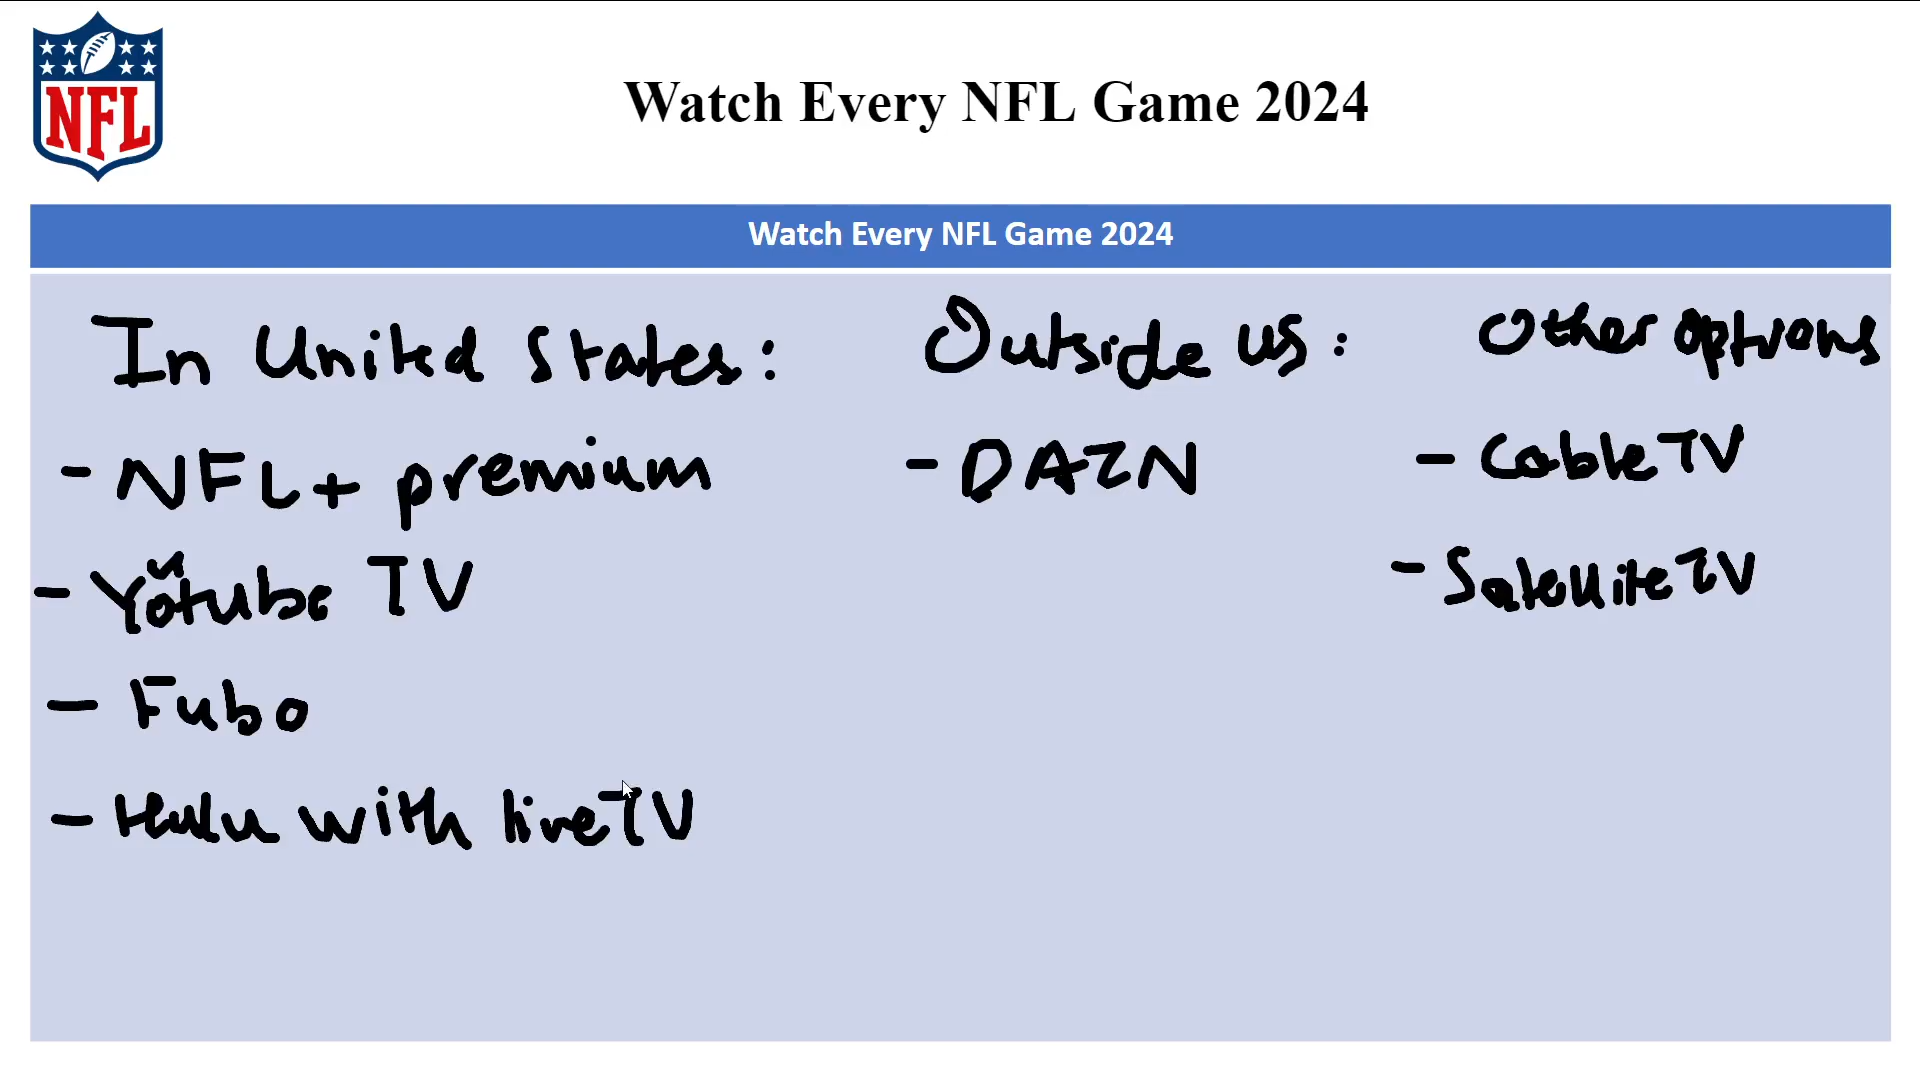 NFL
Watch Every NFL Game 2024
Watch Every NFL Game 2024
In United States:
- NFL+ premium
- Yotube TV
- Fubo
- Hulu with live TV
Outside US:
- DAZN
Other options
- Cable TV
- Satellite TV